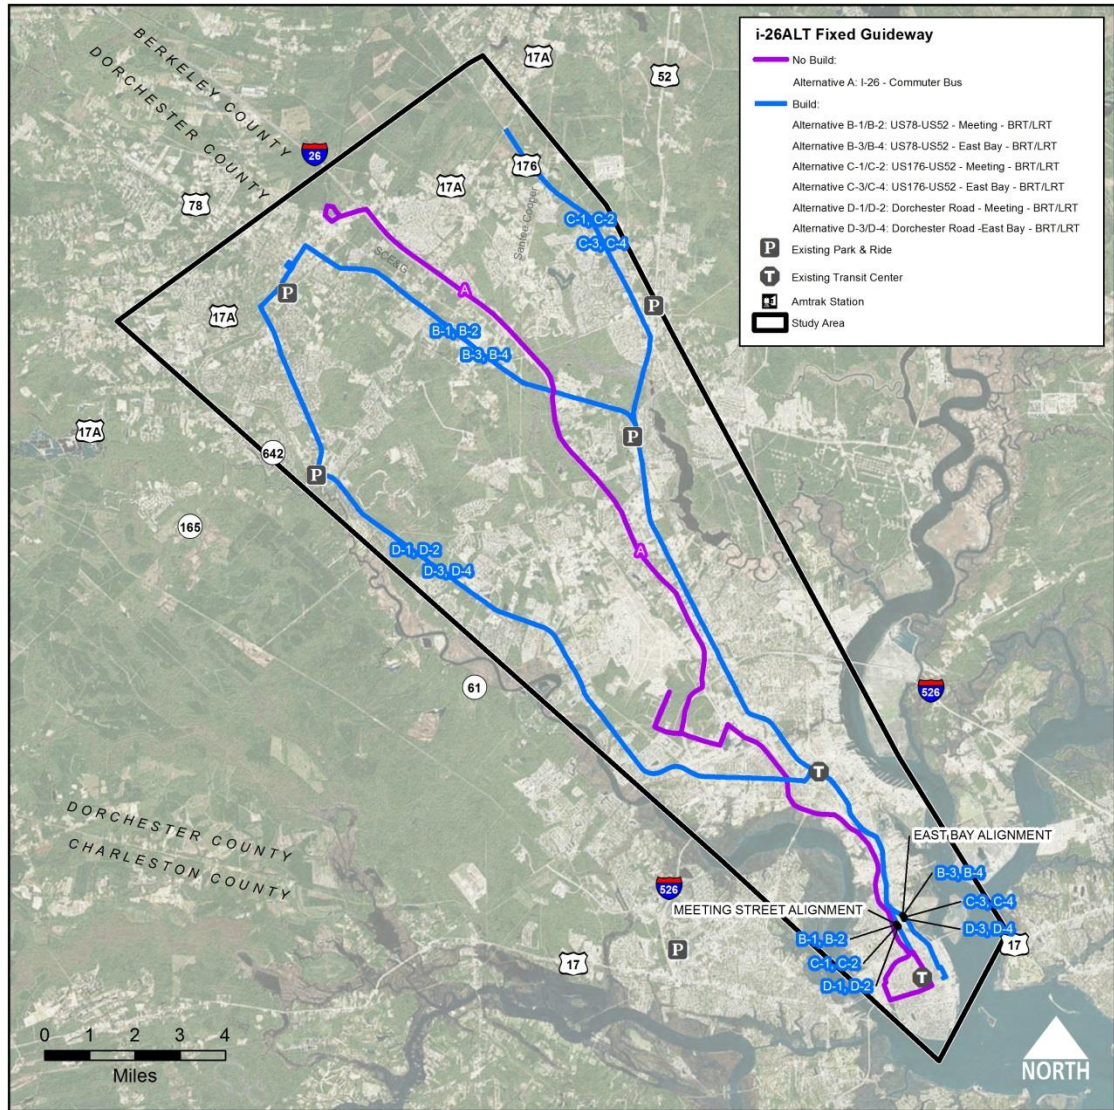 i-26ALT Fixed Guideway
No Build:
Alternative A: I-26 - Commuter Bus
Build:
Alternative B-1/B-2: US78-US52 - Meeting - BRT/LRT
Alternative B-3/B-4: US78-US52 - East Bay - BRT/LRT
Alternative C-1/C-2: US176-US52 - Meeting - BRT/LRT
Alternative C-3/C-4: US176-US52 - East Bay - BRT/LRT
Alternative D-1/D-2: Dorchester Road - Meeting - BRT/LRT
Alternative D-3/D-4: Dorchester Road -East Bay - BRT/LRT
P Existing Park & Ride
T Existing Transit Center
Amtrak Station
Study Area
BERKELEY COUNTY
DORCHESTER COUNTY
17A
52
26
176
17A
78
Santee Cooper
C-1, C-2
C-3, C-4
SCE&G
A
P
P
17A
B-1, B-2
B-3, B-4
17A
P
642
P
165
A
D-1, D-2
D-3, D-4
61
526
T
DORCHESTER COUNTY
CHARLESTON COUNTY
EAST BAY ALIGNMENT
B-3, B-4
526
C-3, C-4
MEETING STREET ALIGNMENT
D-3, D-4
B-1, B-2
17
P
C-1, C-2
17
T
D-1, D-2
0 1 2 3 4
Miles
NORTH